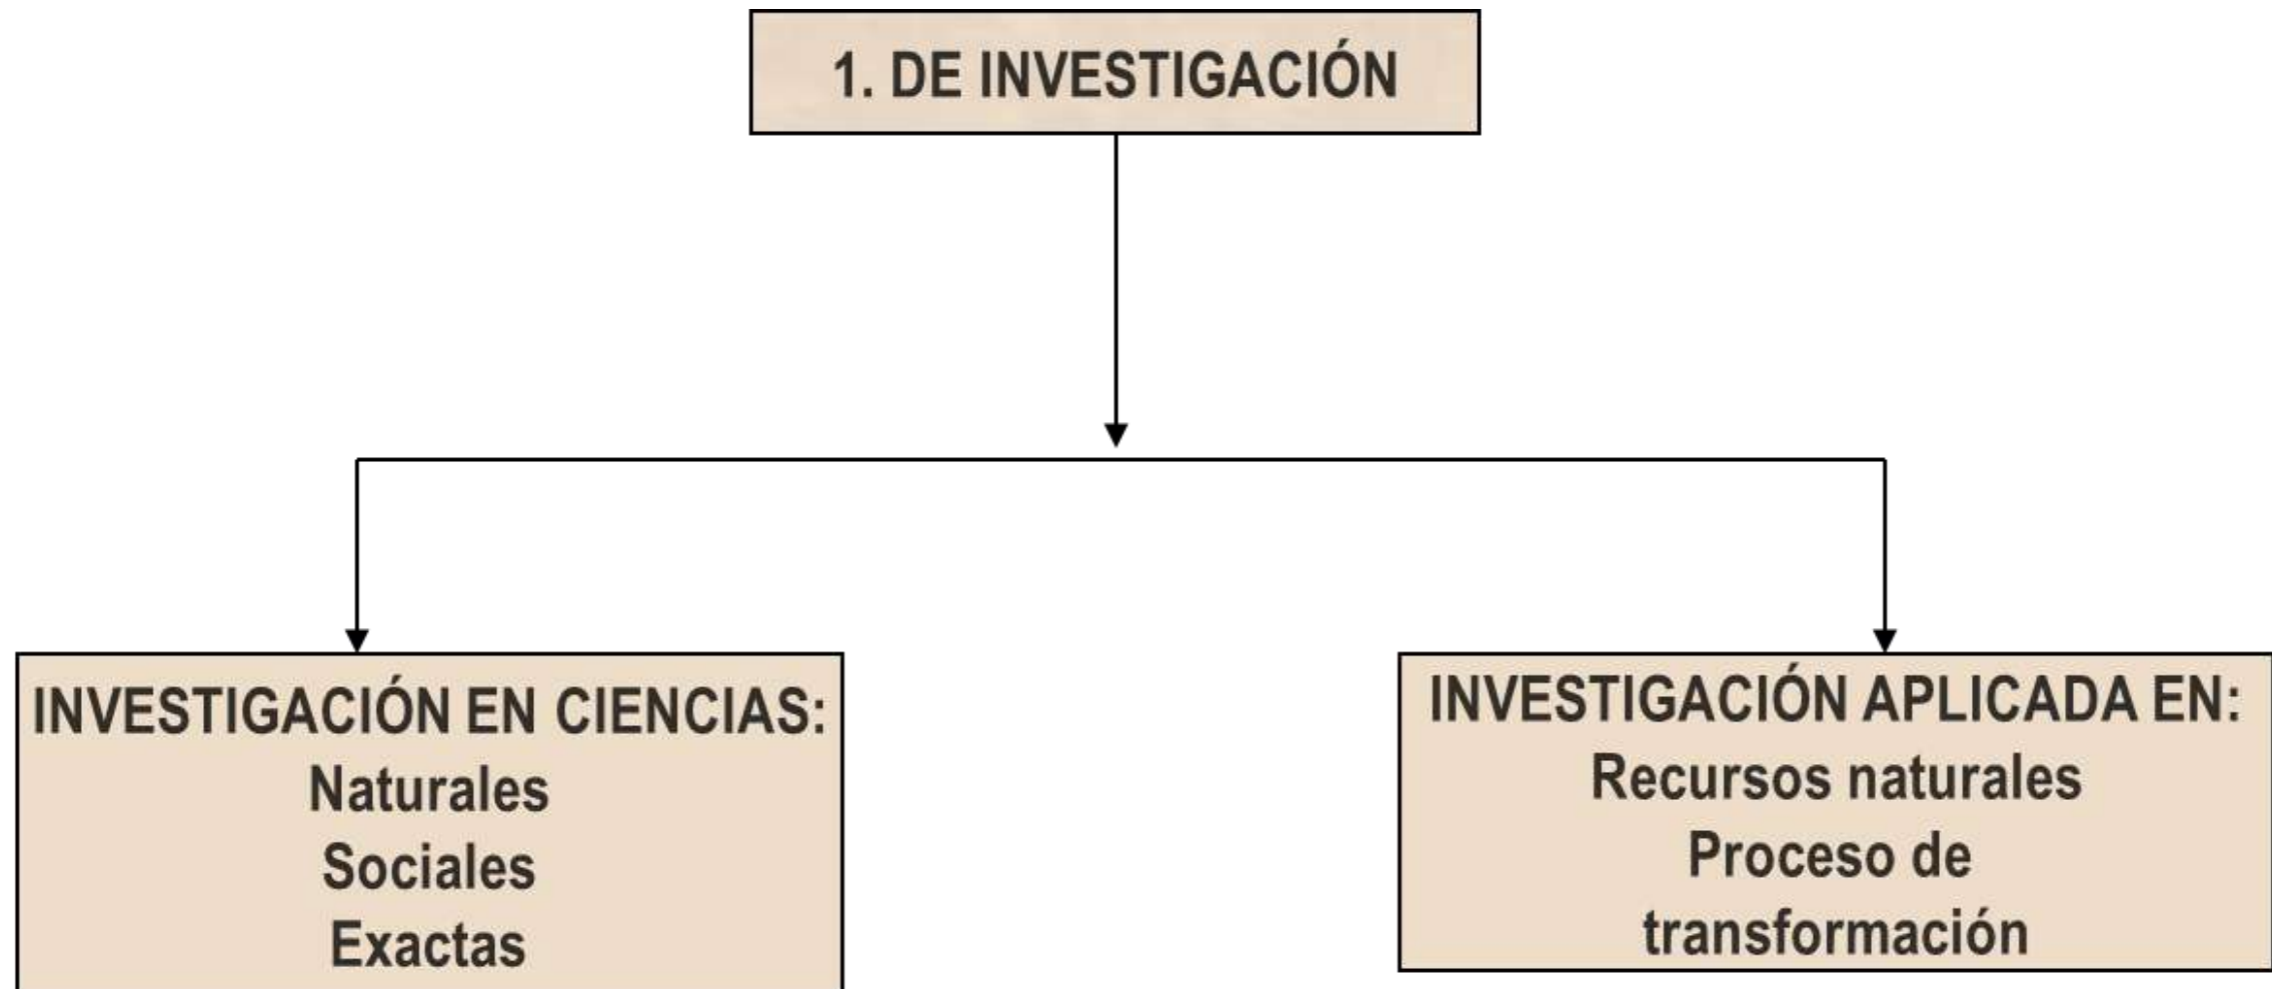 1. DE INVESTIGACIÓN
INVESTIGACIÓN EN CIENCIAS:
Naturales
Sociales
Exactas
INVESTIGACIÓN APLICADA EN:
Recursos naturales
Proceso de
transformación